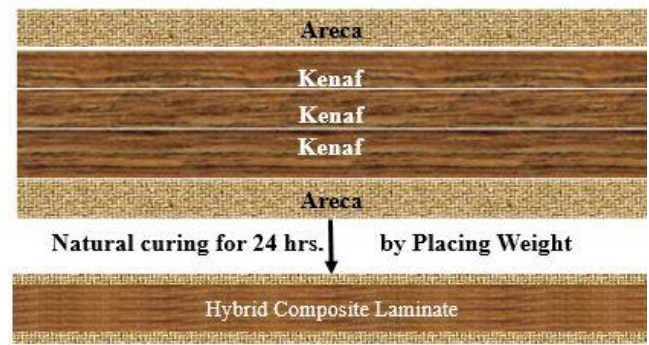 Areca
Kenaf
Kenaf
Kenaf
Areca
Natural curing for 24 hrs. by Placing Weight
Hybrid Composite Laminate